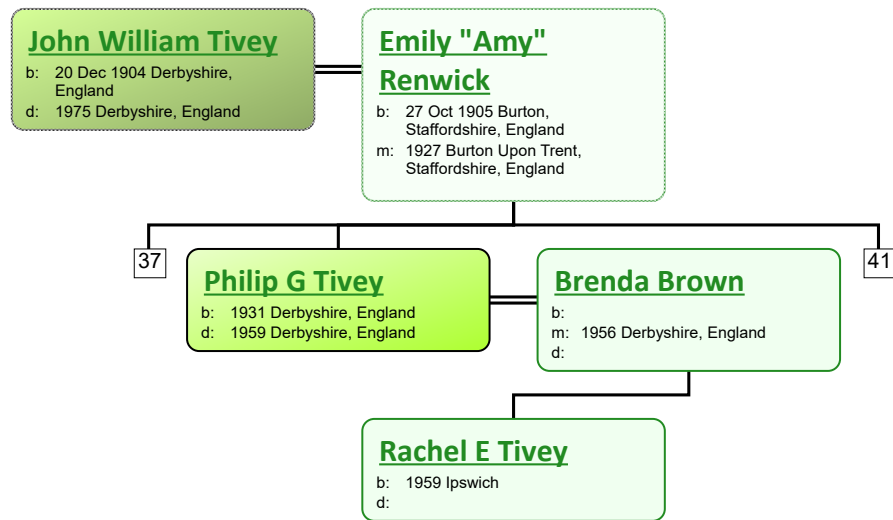 John William Tivey
b: 20 Dec 1904 Derbyshire,
England
d: 1975 Derbyshire, England
Emily "Amy"
Renwick
b: 27 Oct 1905 Burton,
Staffordshire, England
m: 1927 Burton Upon Trent,
Staffordshire, England
37
Philip G Tivey
b: 1931 Derbyshire, England
d: 1959 Derbyshire, England
Brenda Brown
b:
m: 1956 Derbyshire, England
d:
41
Rachel E Tivey
b: 1959 Ipswich
d: